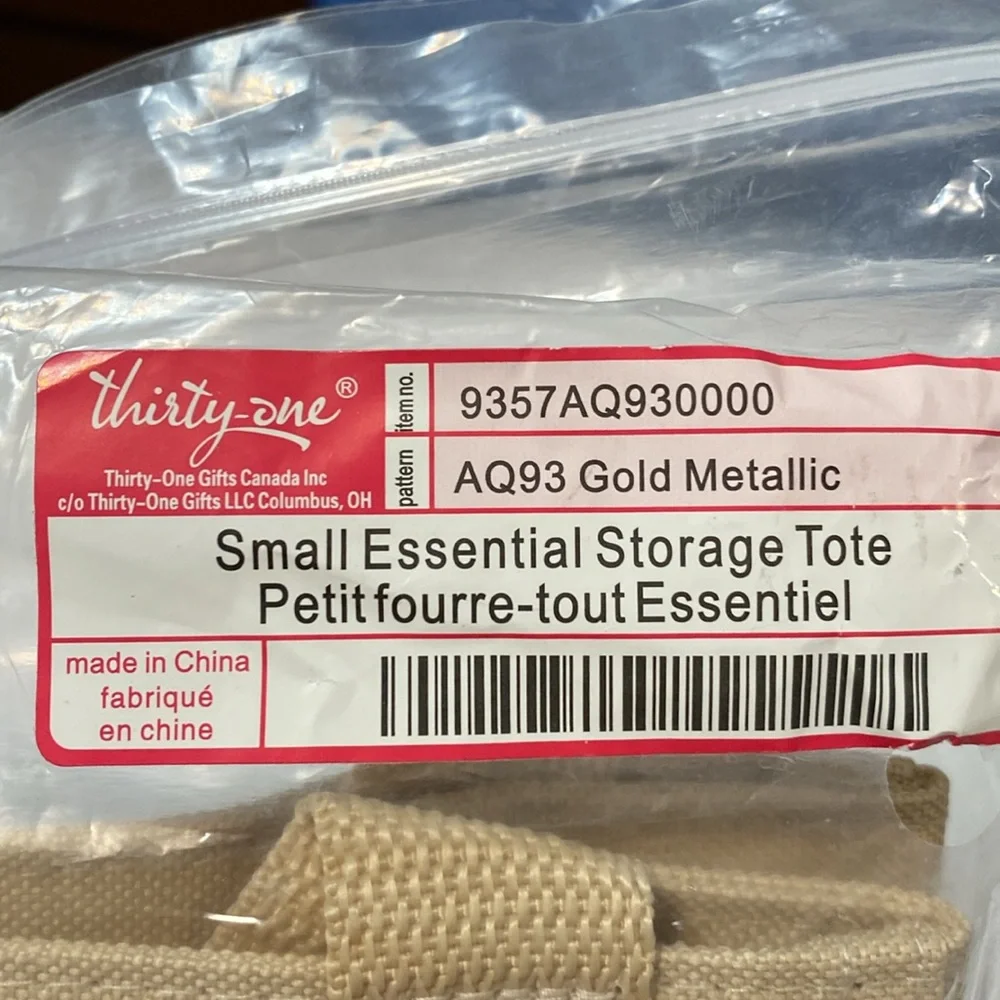 thirty-one®
Thirty-One Gifts Canada Inc
c/o Thirty-One Gifts LLC Columbus, OH
item no.
9357AQ930000
pattern
AQ93 Gold Metallic
Small Essential Storage Tote
Petit fourre-tout Essentiel
made in China
fabriqué
en chine